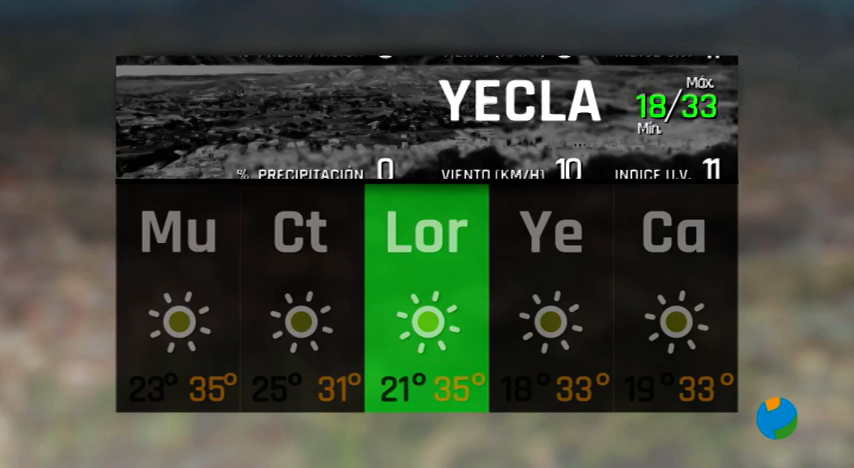 YECLA
Máx.
18/33
Mín.
% PRECIPITACIÓN 0 VIENTO (KM/H) 10 INDICE U.V. 11
Mu Ct Lor Ye Ca
23° 35° 25° 31° 21° 35° 18° 33° 19° 33°